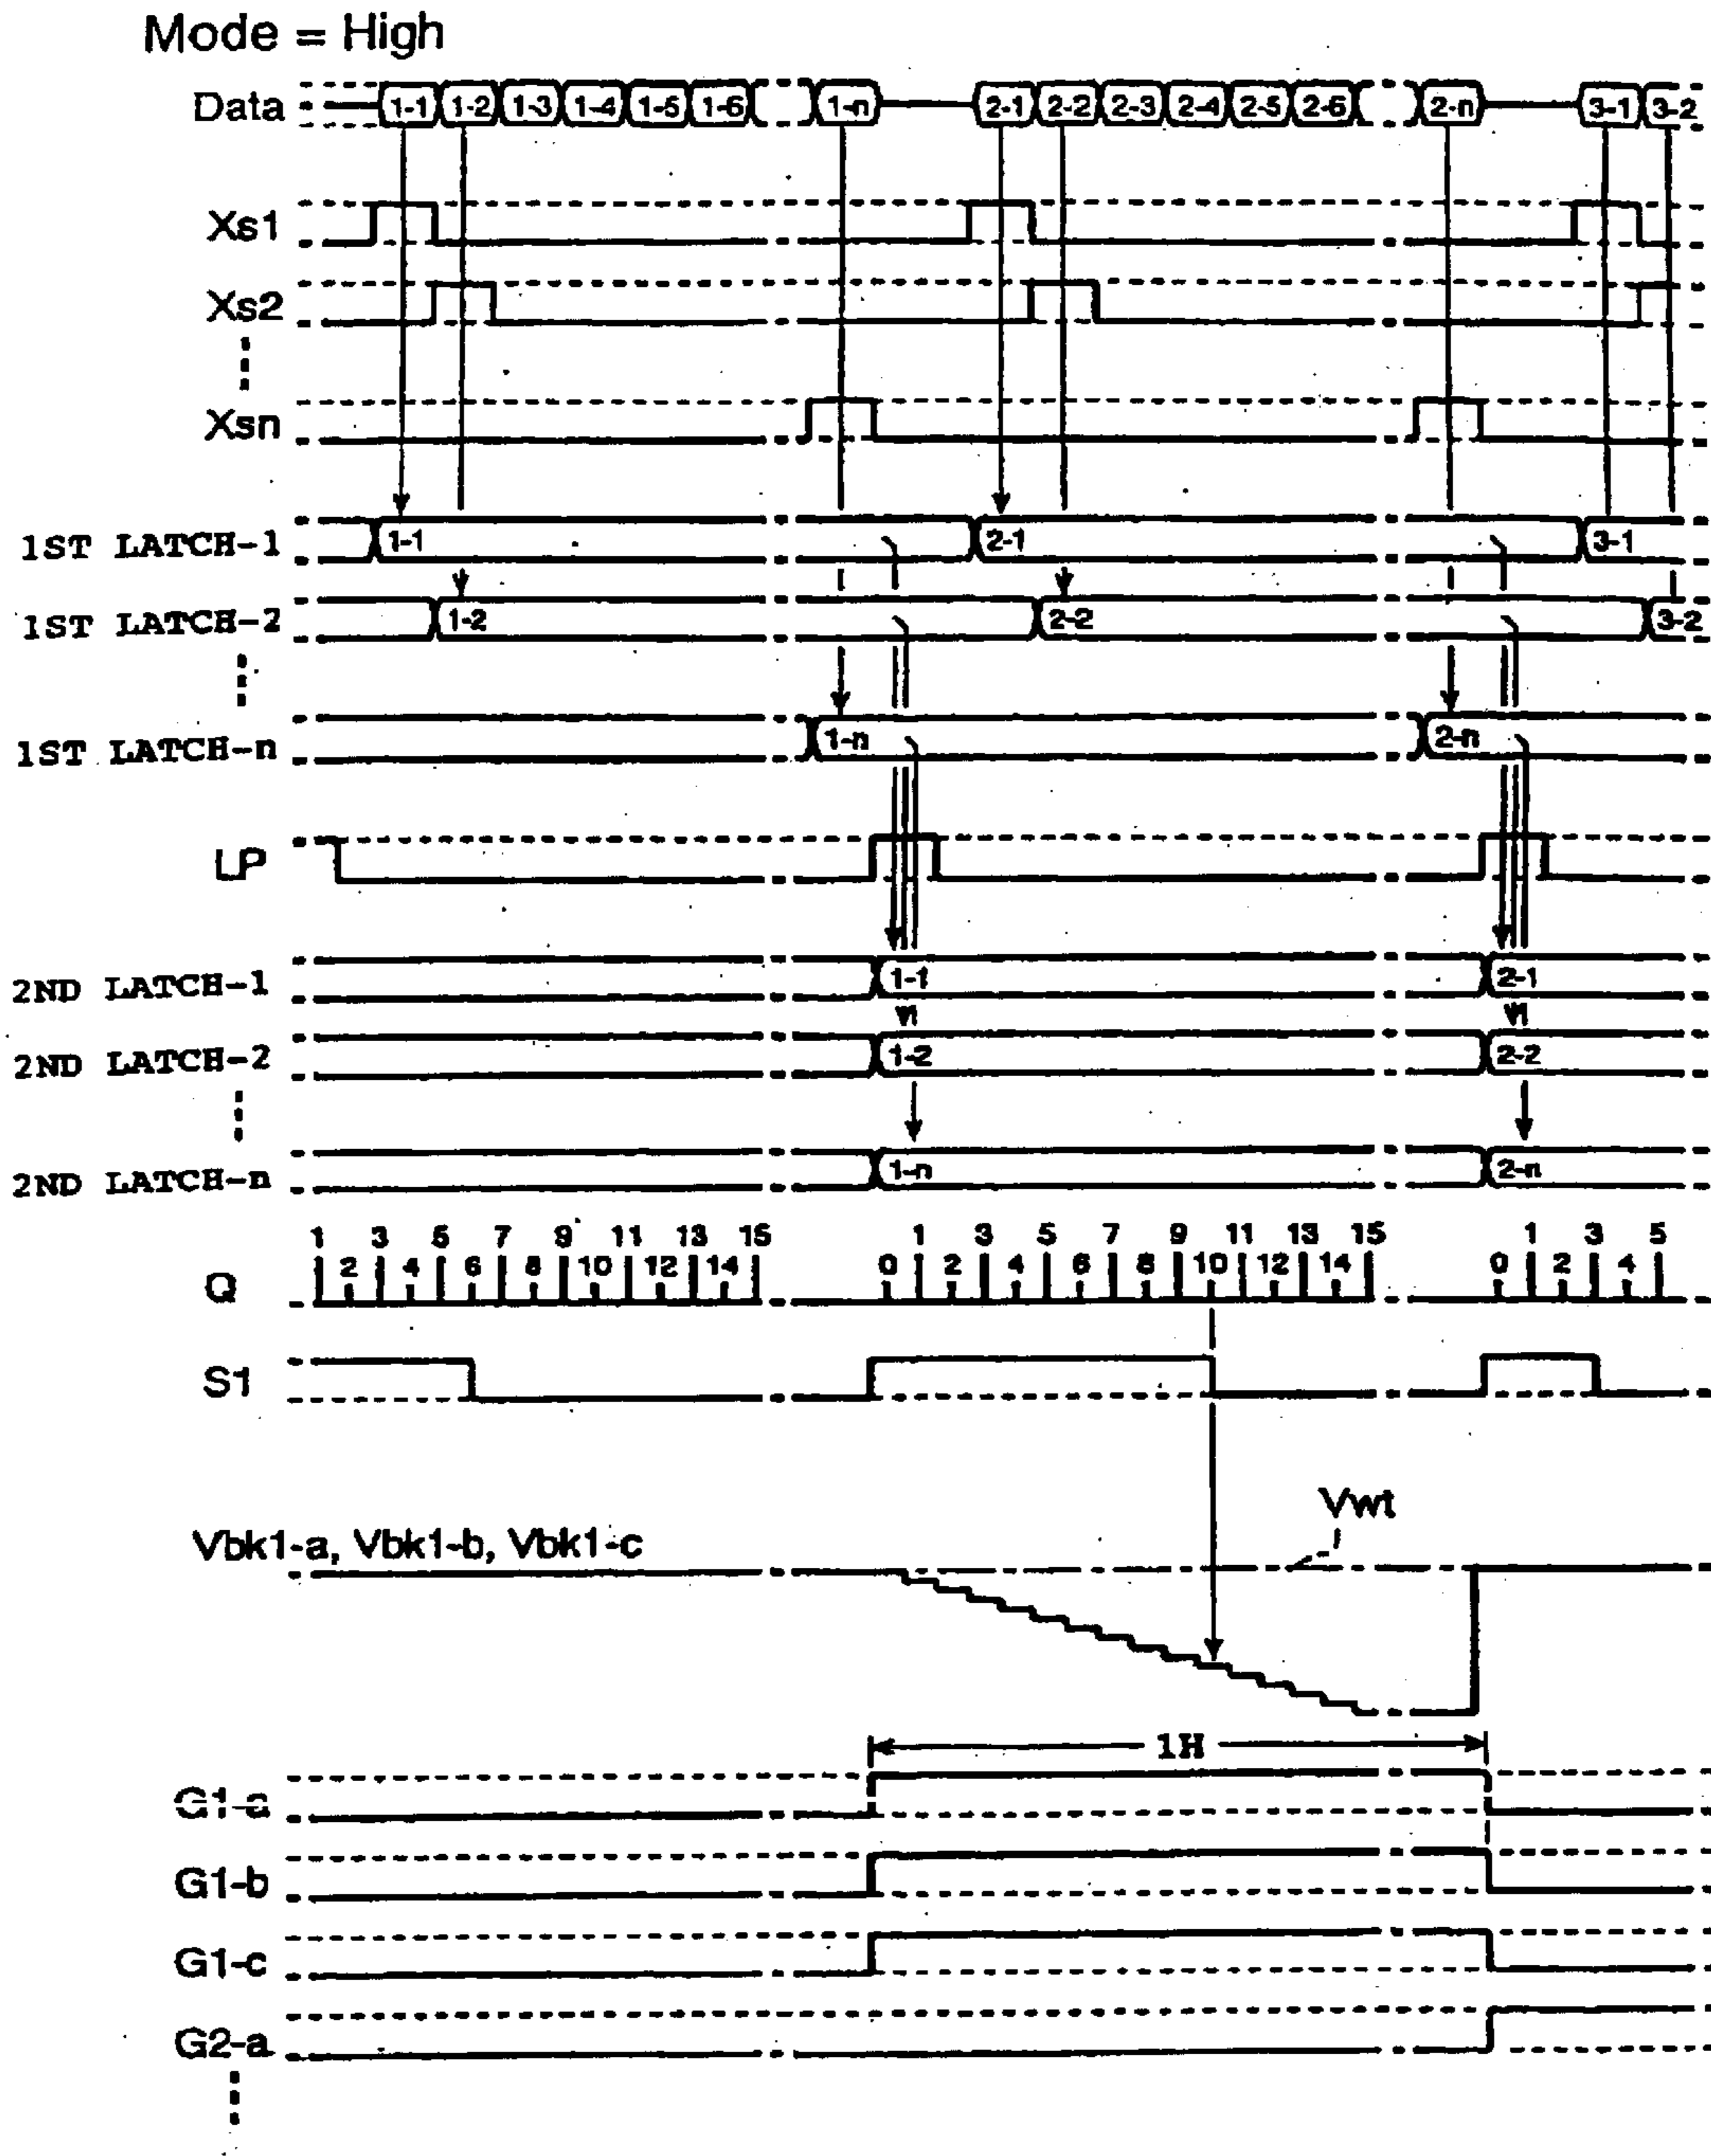 Mode = High
Data 1-1 1-2 1-3 1-4 1-5 1-6 1-n 2-1 2-2 2-3 2-4 2-5 2-6 2-n 3-1 3-2
Xs1
Xs2
Xsn
1ST LATCH-1 1-1 2-1 3-1
1ST LATCH-2 1-2 2-2 3-2
1ST LATCH-n 1-n 2-n
LP
2ND LATCH-1 1-1 2-1
2ND LATCH-2 1-2 2-2
2ND LATCH-n 1-n 2-n
1 3 5 7 9 11 13 15 1 3 5 7 9 11 13 15 1 3 5
2 4 6 8 10 12 14 0 2 4 6 8 10 12 14 0 2 4
Q
S1
Vwt
Vbk1-a, Vbk1-b, Vbk1-c
1H
G1-a
G1-b
G1-c
G2-a